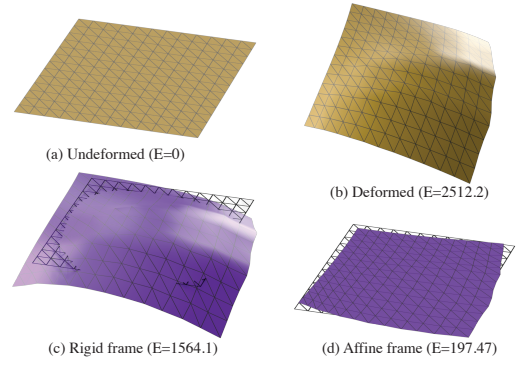 (a) Undeformed (E=0)
(b) Deformed (E=2512.2)
(c) Rigid frame (E=1564.1)
(d) Affine frame (E=197.47)